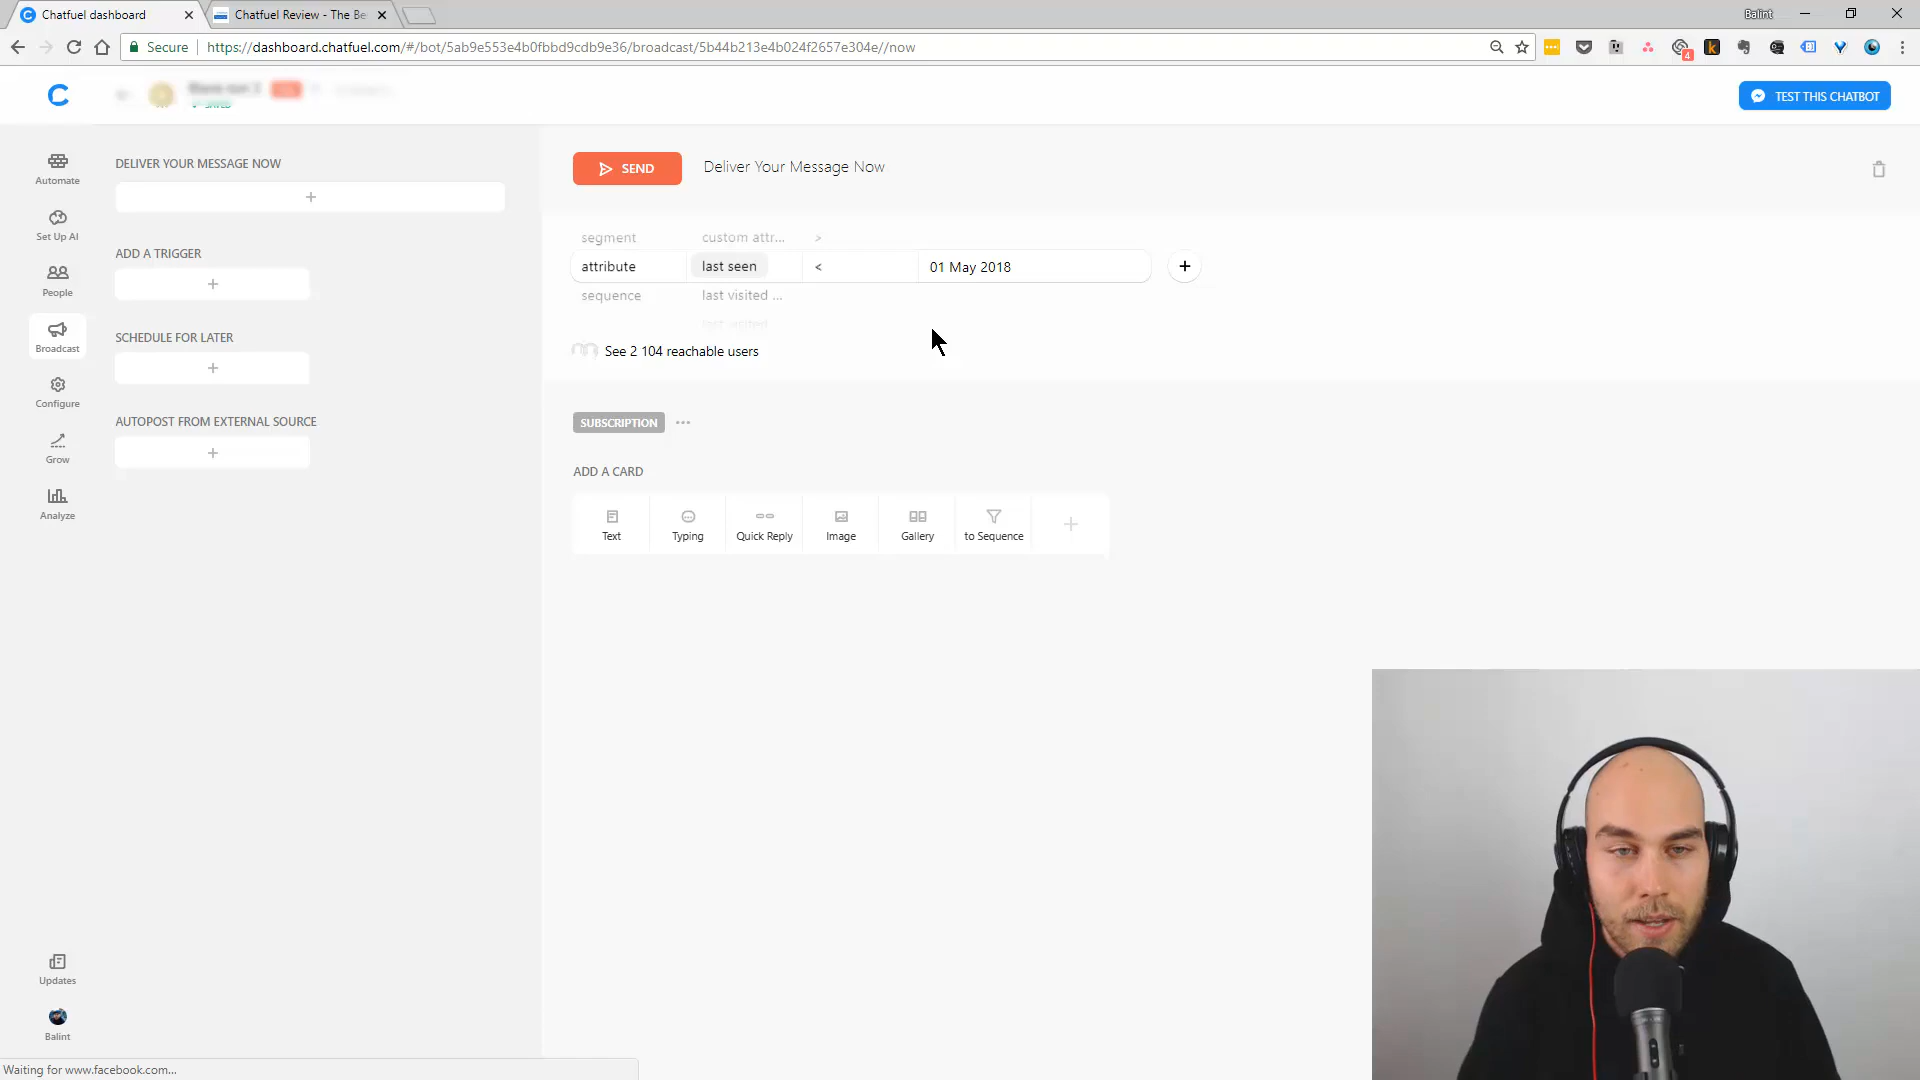 Chatfuel dashboard
Chatfuel Review - The Be
Balint
Secure
https://dashboard.chatfuel.com/#/bot/5ab9e553e4b0fbbd9cdb9e36/broadcast/5b44b213e4b024f2657e304e//now
4
SAVED
TEST THIS CHATBOT
Automate
Set Up AI
People
Broadcast
Configure
Grow
Analyze
Updates
Balint
DELIVER YOUR MESSAGE NOW
+
ADD A TRIGGER
+
SCHEDULE FOR LATER
+
AUTOPOST FROM EXTERNAL SOURCE
+
SEND
Deliver Your Message Now
segment custom attr... >
attribute last seen < 01 May 2018 +
sequence last visited ...
last visited
See 2 104 reachable users
SUBSCRIPTION ...
ADD A CARD
Text
Typing
Quick Reply
Image
Gallery
to Sequence
+
Waiting for www.facebook.com...